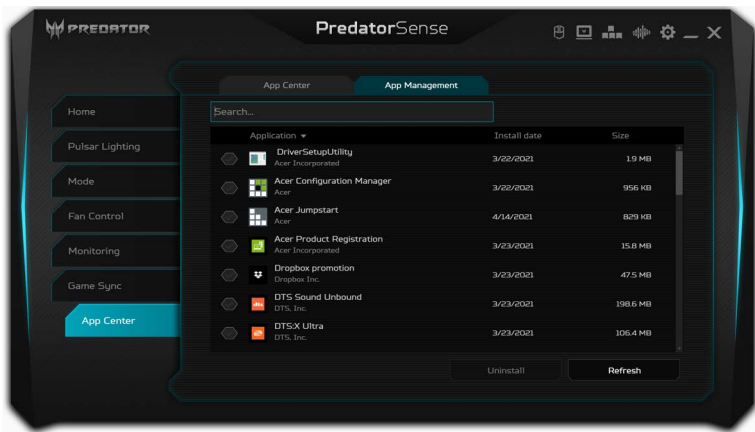 PREDATOR
PredatorSense
App Center
App Management
Home
Pulsar Lighting
Mode
Fan Control
Monitoring
Game Sync
App Center
Search...
Application Install date Size
DriverSetupUtility
Acer Incorporated
3/22/2021 1.9 MB
Acer Configuration Manager
Acer
3/22/2021 956 KB
Acer Jumpstart
Acer
4/14/2021 829 KB
Acer Product Registration
Acer Incorporated
3/23/2021 15.8 MB
Dropbox promotion
Dropbox Inc.
3/23/2021 47.5 MB
DTS Sound Unbound
DTS, Inc.
3/23/2021 198.6 MB
DTS:X Ultra
DTS, Inc.
3/23/2021 106.4 MB
Uninstall Refresh